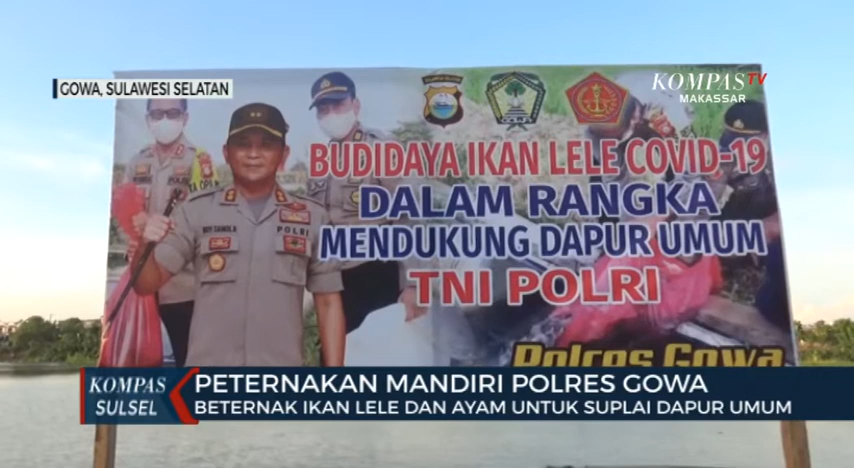 GOWA, SULAWESI SELATAN
KOMPAS TV
MAKASSAR
BUDIDAYA IKAN LELE COVID-19
DALAM RANGKA
MENDUKUNG DAPUR UMUM
TNI POLRI
POLRI
Polres Gowa
KOMPAS
SULSEL
PETERNAKAN MANDIRI POLRES GOWA
BETERNAK IKAN LELE DAN AYAM UNTUK SUPLAI DAPUR UMUM